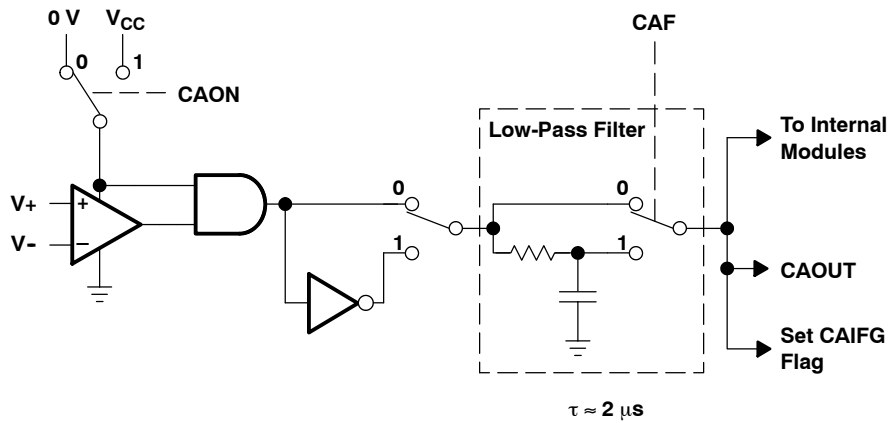 0 V
VCC
0
1
CAON
V+
V-
+
−
0
1
CAF
Low-Pass Filter
0
1
To Internal
Modules
CAOUT
Set CAIFG
Flag
τ ≈ 2 μs